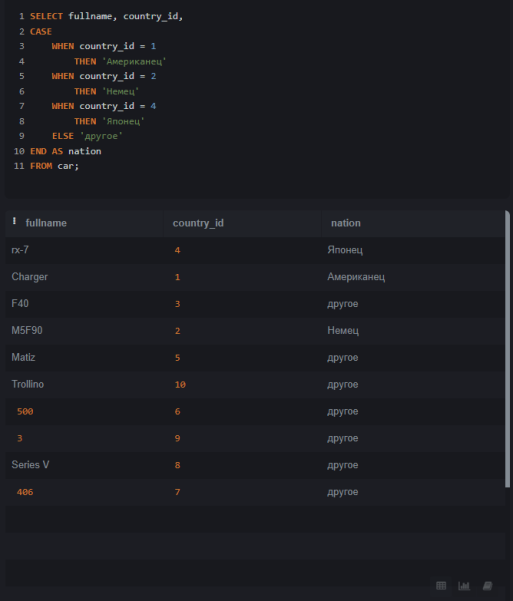 1 SELECT fullname, country_id,
2 CASE
3 WHEN country_id = 1
4 THEN 'Американец'
5 WHEN country_id = 2
6 THEN 'Немец'
7 WHEN country_id = 4
8 THEN 'Японец'
9 ELSE 'другое'
10 END AS nation
11 FROM car;
fullname country_id nation
rx-7 4 Японец
Charger 1 Американец
F40 3 другое
M5F90 2 Немец
Matiz 5 другое
Trollino 10 другое
500 6 другое
3 9 другое
Series V 8 другое
406 7 другое